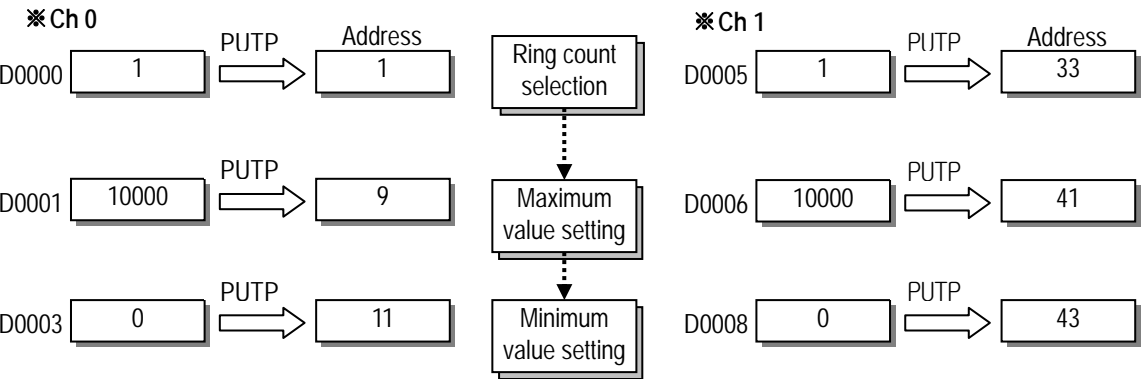 ※ Ch 0
PUTP
Address
D0000
1
1
PUTP
D0001
10000
9
PUTP
D0003
0
11
Ring count
selection
Maximum
value setting
Minimum
value setting
※ Ch 1
PUTP
Address
D0005
1
33
PUTP
D0006
10000
41
PUTP
D0008
0
43